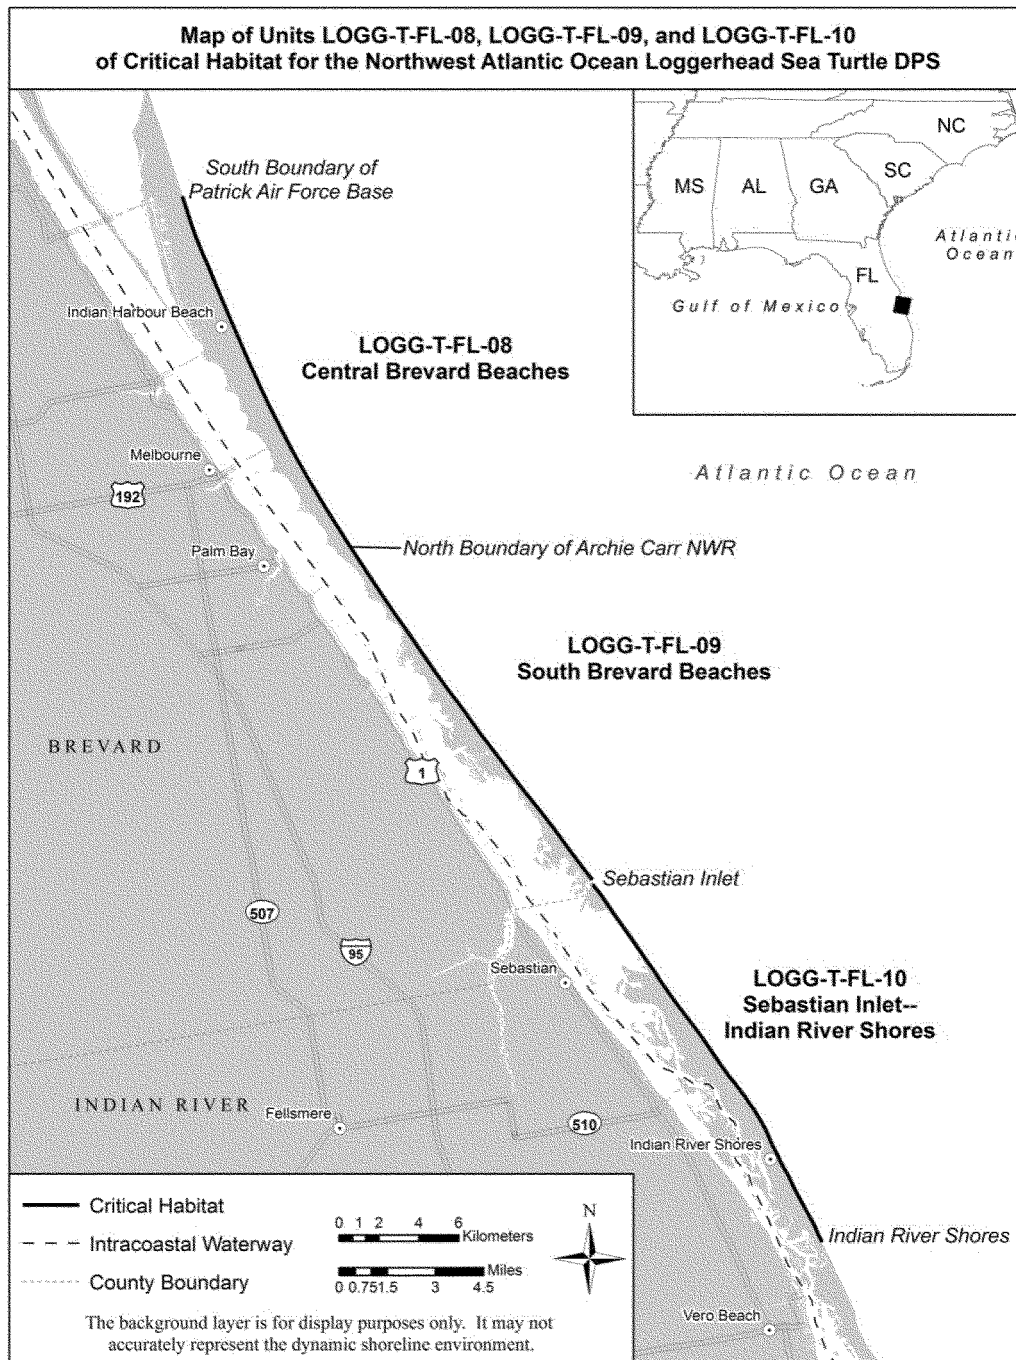 Map of Units LOGG-T-FL-08, LOGG-T-FL-09, and LOGG-T-FL-10
of Critical Habitat for the Northwest Atlantic Ocean Loggerhead Sea Turtle DPS
South Boundary of
Patrick Air Force Base
NC
SC
MS
AL
GA
Atlantic
Ocean
FL
Gulf of Mexico
Indian Harbour Beach
LOGG-T-FL-08
Central Brevard Beaches
Melbourne
Atlantic Ocean
192
North Boundary of Archie Carr NWR
Palm Bay
LOGG-T-FL-09
South Brevard Beaches
BREVARD
1
Sebastian Inlet
507
95
Sebastian
LOGG-T-FL-10
Sebastian Inlet--
Indian River Shores
INDIAN RIVER
Fellsmere
510
Indian River Shores
Indian River Shores
Vero Beach
Critical Habitat
Intracoastal Waterway
County Boundary
0 1 2 4 6
Kilometers
Miles
0 0.75 1.5 3 4.5
N
The background layer is for display purposes only. It may not
accurately represent the dynamic shoreline environment.